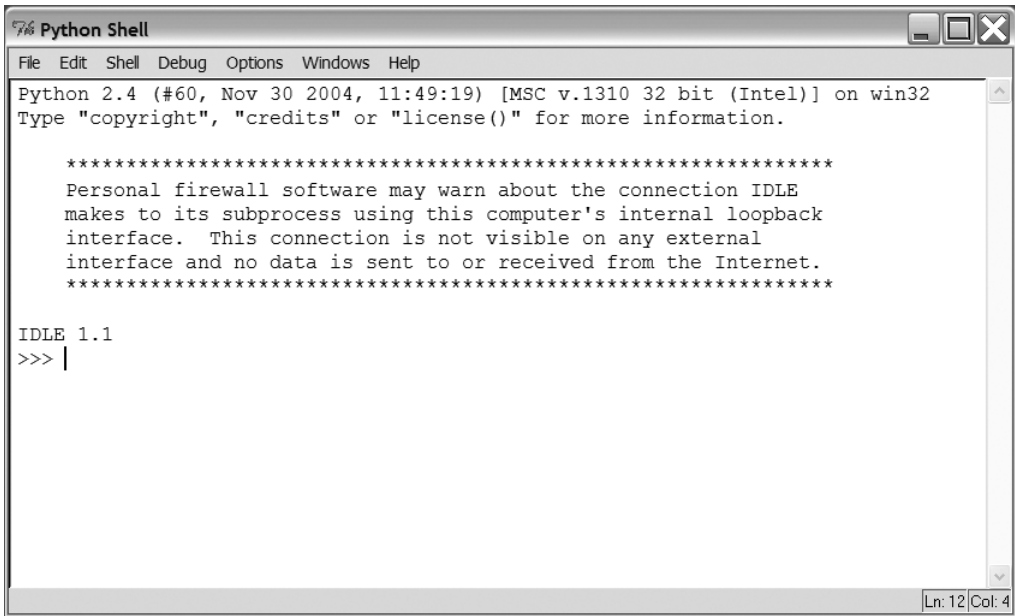 Python Shell
File Edit Shell Debug Options Windows Help
Python 2.4 (#60, Nov 30 2004, 11:49:19) [MSC v.1310 32 bit (Intel)] on win32
Type "copyright", "credits" or "license()" for more information.
****************************************************************
Personal firewall software may warn about the connection IDLE
makes to its subprocess using this computer's internal loopback
interface.  This connection is not visible on any external
interface and no data is sent to or received from the Internet.
****************************************************************
IDLE 1.1
>>>
Ln: 12 Col: 4